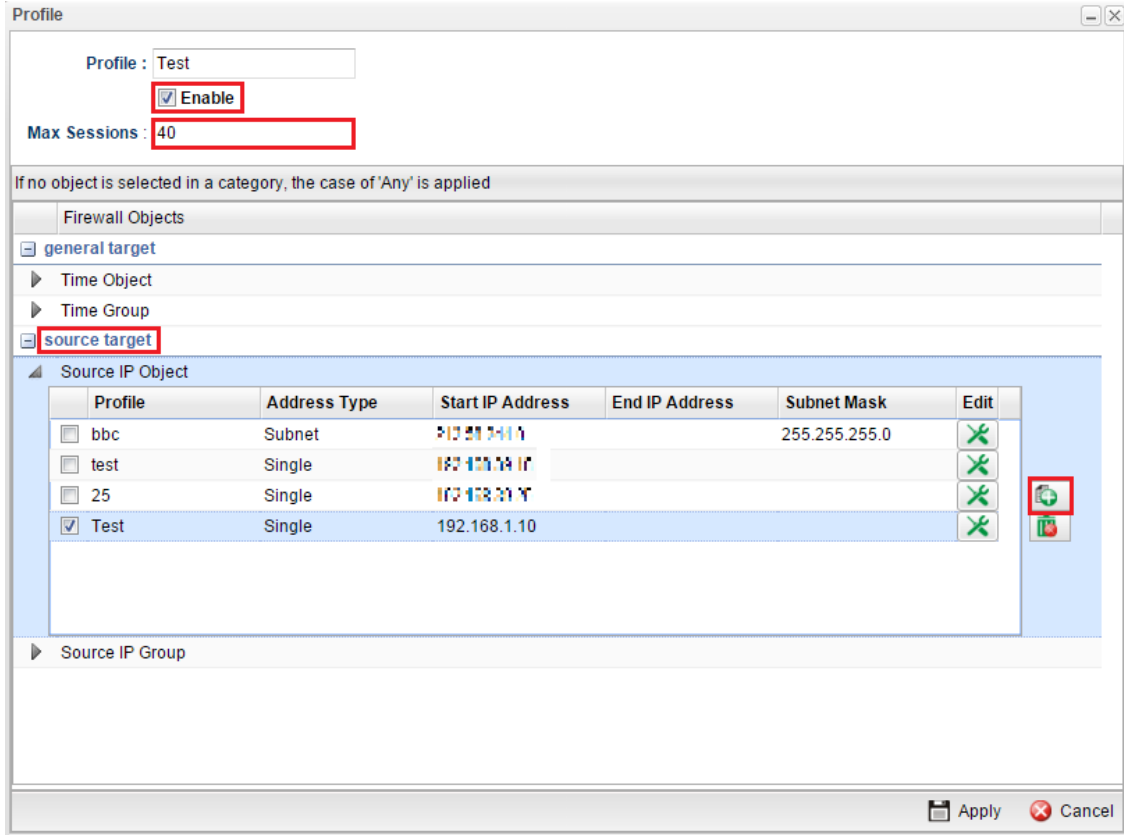 Profile
Profile : Test
Enable
Max Sessions : 40
If no object is selected in a category, the case of 'Any' is applied
Firewall Objects
general target
Time Object
Time Group
source target
Source IP Object
Profile Address Type Start IP Address End IP Address Subnet Mask Edit
bbc Subnet 255.255.255.0
test Single
25 Single
Test Single 192.168.1.10
Source IP Group
Apply Cancel